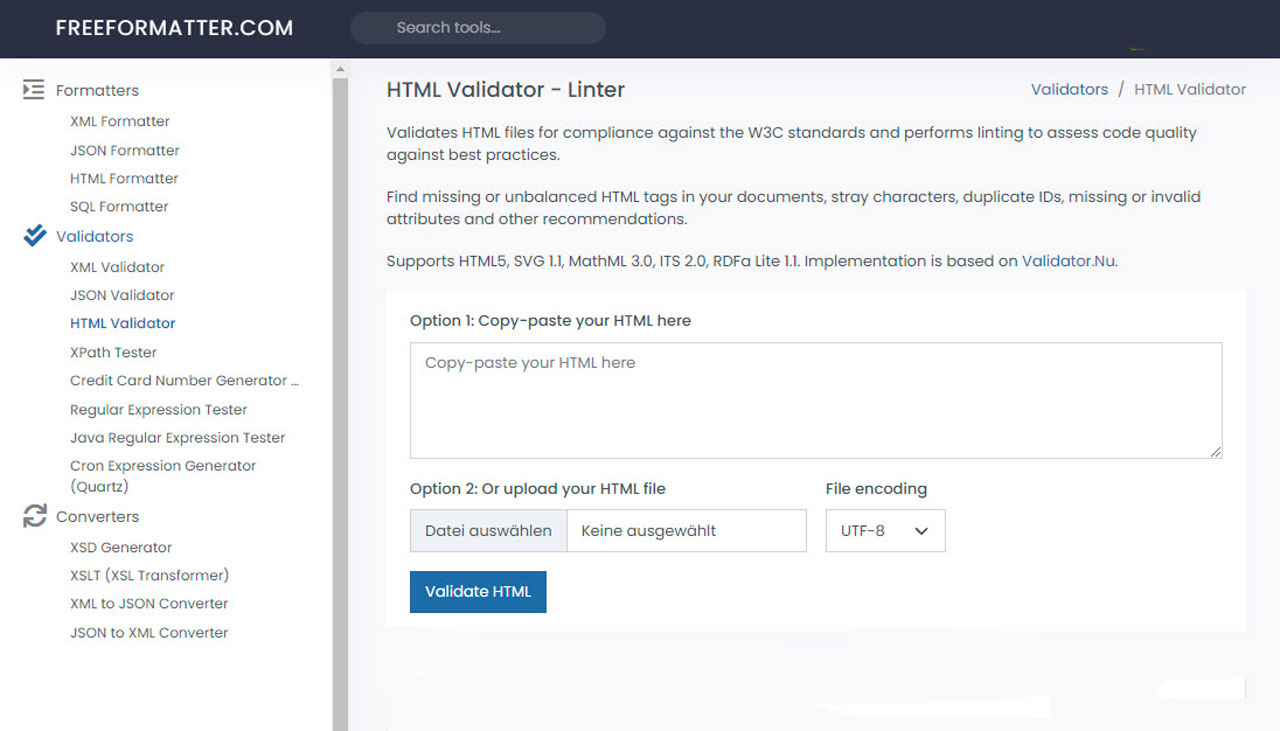 FREEFORMATTER.COM
Search tools...
Formatters
XML Formatter
JSON Formatter
HTML Formatter
SQL Formatter
Validators
XML Validator
JSON Validator
HTML Validator
XPath Tester
Credit Card Number Generator ...
Regular Expression Tester
Java Regular Expression Tester
Cron Expression Generator
(Quartz)
Converters
XSD Generator
XSLT (XSL Transformer)
XML to JSON Converter
JSON to XML Converter
HTML Validator - Linter
Validators / HTML Validator
Validates HTML files for compliance against the W3C standards and performs linting to assess code quality
against best practices.
Find missing or unbalanced HTML tags in your documents, stray characters, duplicate IDs, missing or invalid
attributes and other recommendations.
Supports HTML5, SVG 1.1, MathML 3.0, ITS 2.0, RDFa Lite 1.1. Implementation is based on Validator.Nu.
Option 1: Copy-paste your HTML here
Copy-paste your HTML here
Option 2: Or upload your HTML file
File encoding
Datei auswählen Keine ausgewählt
UTF-8
Validate HTML